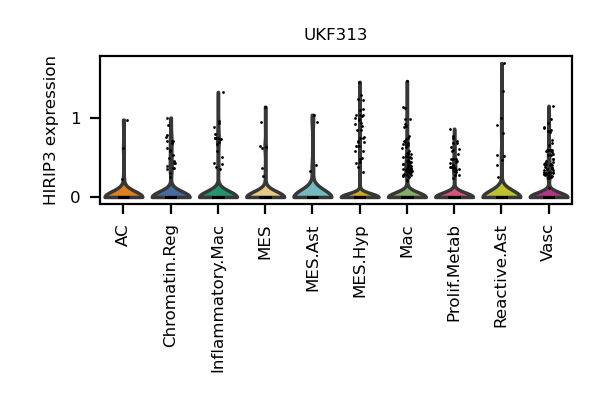 UKF313
HIRIP3 expression
1
0
AC
Chromatin.Reg
Inflammatory.Mac
MES
MES.Ast
MES.Hyp
Mac
Prolif.Metab
Reactive.Ast
Vasc